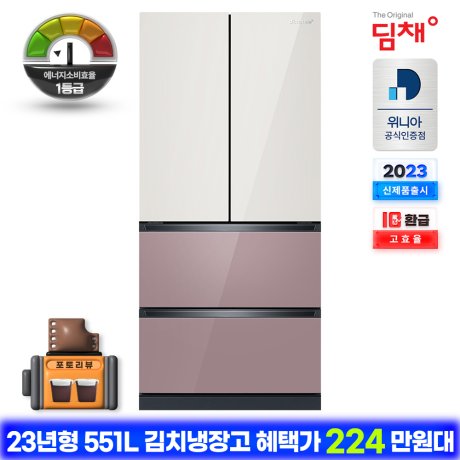 The Original
딤채
위니아
공식인증점
2023
신제품출시
10 환급
고효율
에너지소비효율
1등급
포토리뷰
23년형 551L 김치냉장고 혜택가 224 만원대